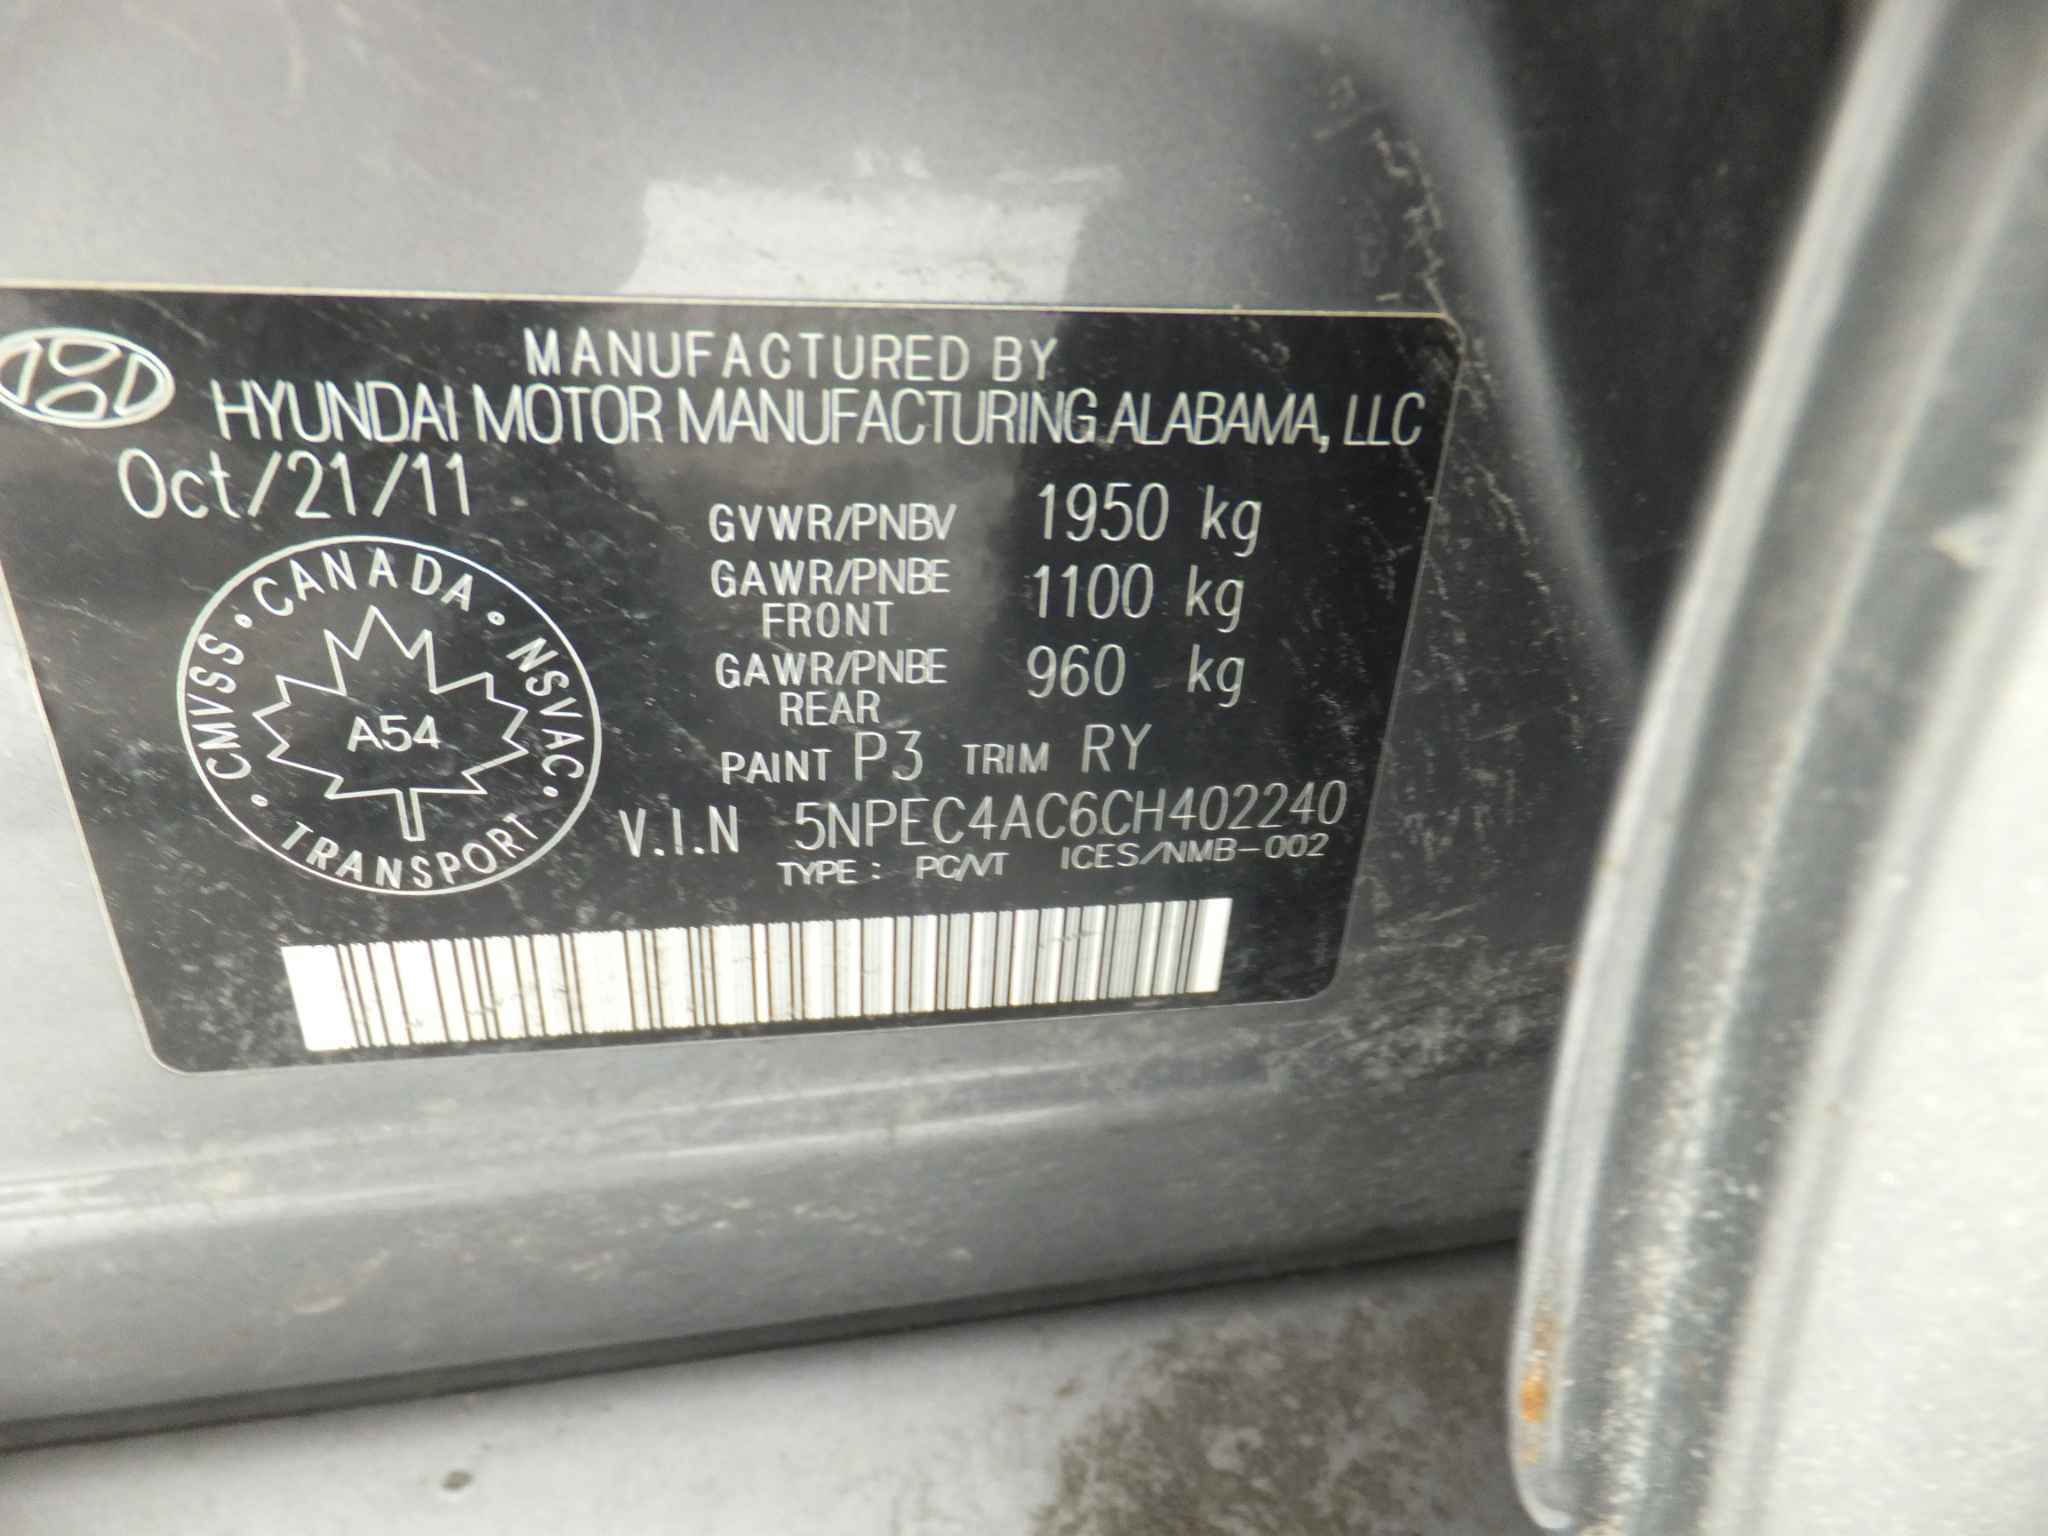 MANUFACTURED BY
HYUNDAI MOTOR MANUFACTURING ALABAMA, LLC
Oct/21/11
GVWR/PNBV 1950 kg
GAWR/PNBE FRONT 1100 kg
GAWR/PNBE REAR 960 kg
PAINT P3 TRIM RY
V.I.N 5NPEC4AC6CH402240
TYPE : PC/VT ICES/NMB-002
CMVSS • CANADA • NSVAC • TRANSPORT •
A54